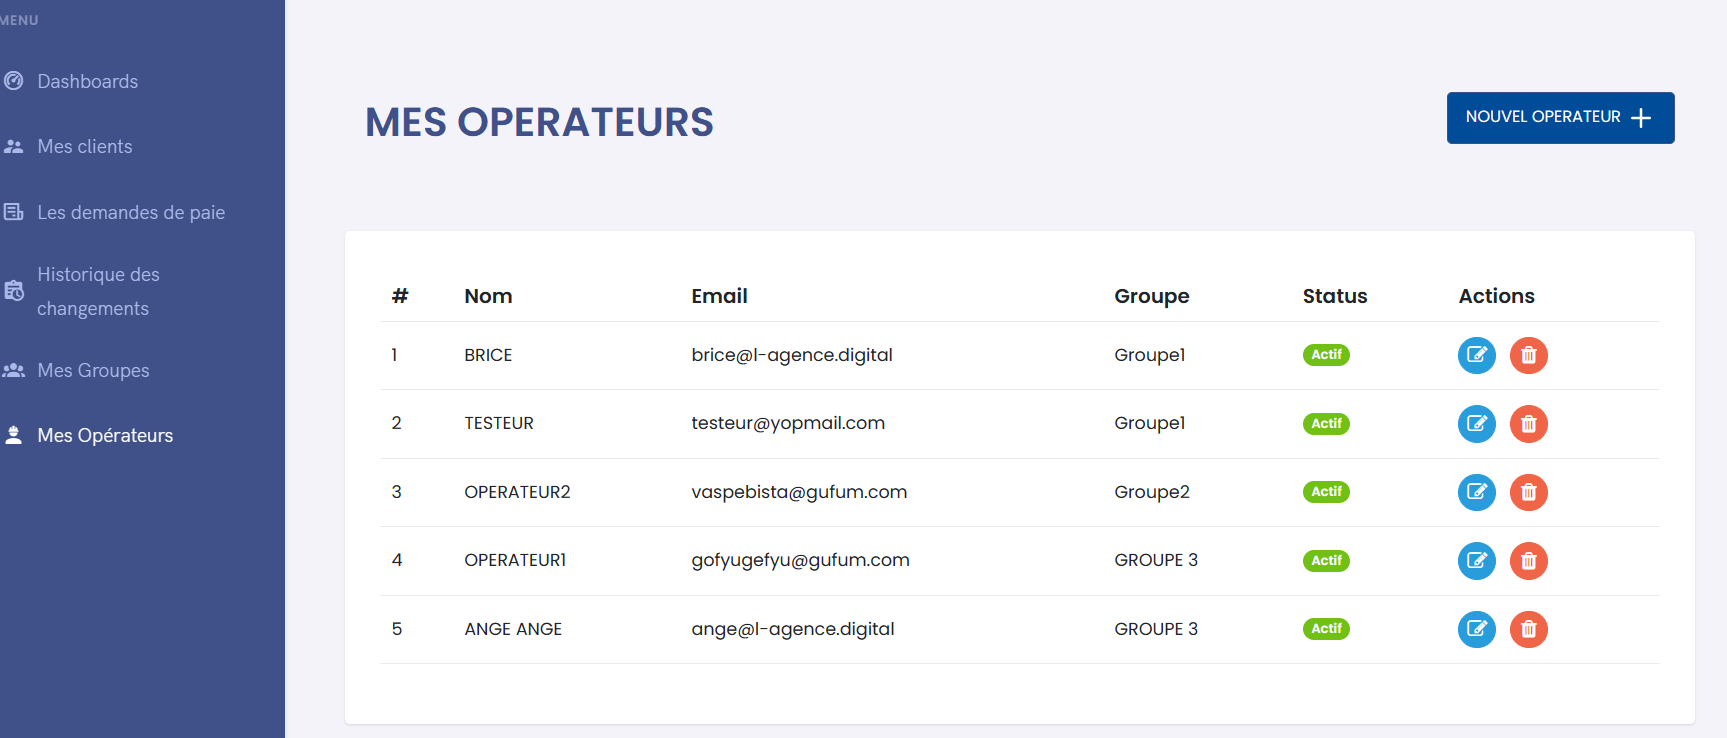 MENU
Dashboards
Mes clients
Les demandes de paie
Historique des
changements
Mes Groupes
Mes Opérateurs
MES OPERATEURS
NOUVEL OPERATEUR
# Nom Email Groupe Status Actions
1 BRICE brice@l-agence.digital Groupe1 Actif
2 TESTEUR testeur@yopmail.com Groupe1 Actif
3 OPERATEUR2 vaspebista@gufum.com Groupe2 Actif
4 OPERATEUR1 gofyugefyu@gufum.com GROUPE 3 Actif
5 ANGE ANGE ange@l-agence.digital GROUPE 3 Actif